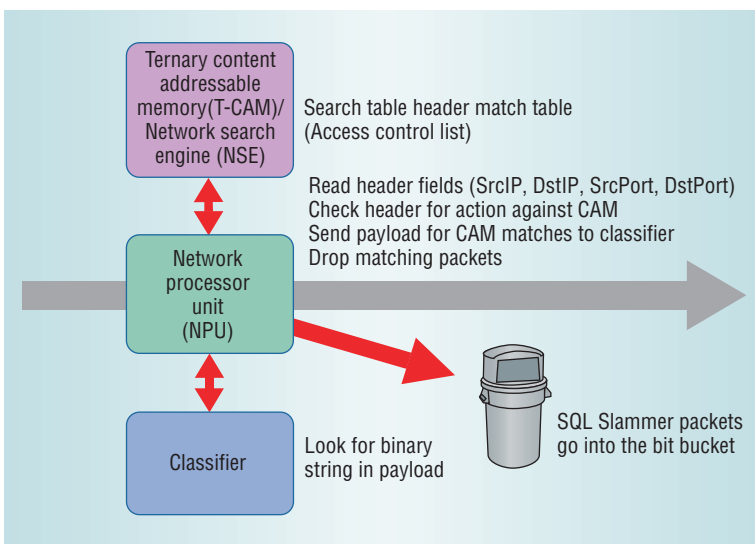 Ternary content
addressable
memory(T-CAM)/
Network search
engine (NSE)
Search table header match table
(Access control list)
Read header fields (SrcIP, DstIP, SrcPort, DstPort)
Check header for action against CAM
Send payload for CAM matches to classifier
Drop matching packets
Network
processor
unit
(NPU)
SQL Slammer packets
go into the bit bucket
Classifier
Look for binary
string in payload